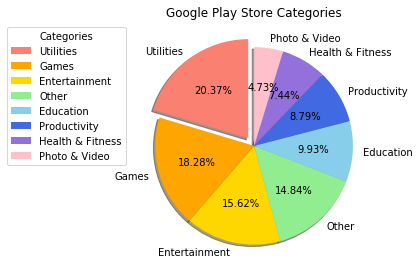 Google Play Store Categories
Categories
Utilities
Games
Entertainment
Other
Education
Productivity
Health & Fitness
Photo & Video
Photo & Video
Health & Fitness
Utilities
Productivity
Education
Games
Other
Entertainment
20.37%
4.73%
7.44%
8.79%
9.93%
18.28%
14.84%
15.62%